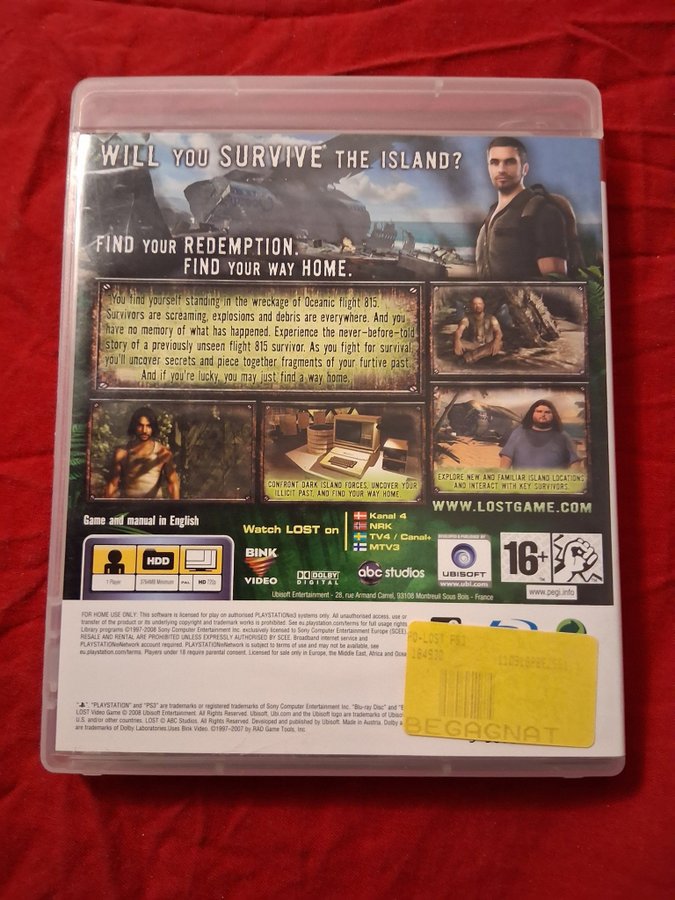 WILL YOU SURVIVE THE ISLAND?
FIND YOUR REDEMPTION.
FIND YOUR WAY HOME.
You find yourself standing in the wreckage of Oceanic flight 815.
Survivors are screaming, explosions and debris are everywhere. And you
have no memory of what has happened. Experience the never-before-told
story of a previously unseen flight 815 survivor. As you fight for survival
you'll uncover secrets and piece together fragments of your furtive past.
And if you're lucky, you may just find a way home.
CONFRONT DARK ISLAND FORCES, UNCOVER YOUR
ILLICIT PAST, AND FIND YOUR WAY HOME.
EXPLORE NEW AND FAMILIAR ISLAND LOCATIONS
AND INTERACT WITH KEY SURVIVORS.
WWW.LOSTGAME.COM
Game and manual in English
Watch LOST on
Kanal 4
NRK
TV4 / Canal+
MTV3
1 Player
HDD
3764MB Minimum
PAL
HD 720p
BINK
VIDEO
DOLBY
DIGITAL
abc studios
DEVELOPED & PUBLISHED BY
UBISOFT
www.ubi.com
16+
www.pegi.info
Ubisoft Entertainment - 28, rue Armand Carrel, 93108 Montreuil Sous Bois - France
FOR HOME USE ONLY: This software is licensed for play on authorised PLAYSTATION®3 systems only. All unauthorised access, use or
transfer of the product or its underlying copyright and trademark works is prohibited. See eu.playstation.com/terms for full usage rights.
Library programs ©1997-2008 Sony Computer Entertainment Inc. exclusively licensed to Sony Computer Entertainment Europe (SCEE).
RESALE AND RENTAL ARE PROHIBITED UNLESS EXPRESSLY AUTHORISED BY SCEE. Broadband internet service and
PLAYSTATION®Network account required. PLAYSTATION®Network is subject to terms of use and may not be available, see
eu.playstation.com/terms. Players under 18 require parental consent. Licensed for sale only in Europe, the Middle East, Africa and
PO-LOST PS3
184930
BEGAGNAT
"PLAYSTATION" and "PS3" are trademarks or registered trademarks of Sony Computer Entertainment Inc. "Blu-ray Disc" and
LOST Video Game © 2008 Ubisoft Entertainment. All Rights Reserved. Ubisoft, Ubi.com and the Ubisoft logo are trademarks of
U.S. and/or other countries. LOST © ABC Studios. All Rights Reserved. Developed and published by Ubisoft. Made in Austria. Dolby
are trademarks of Dolby Laboratories.Uses Bink Video. ©1997-2007 by RAD Game Tools, Inc.